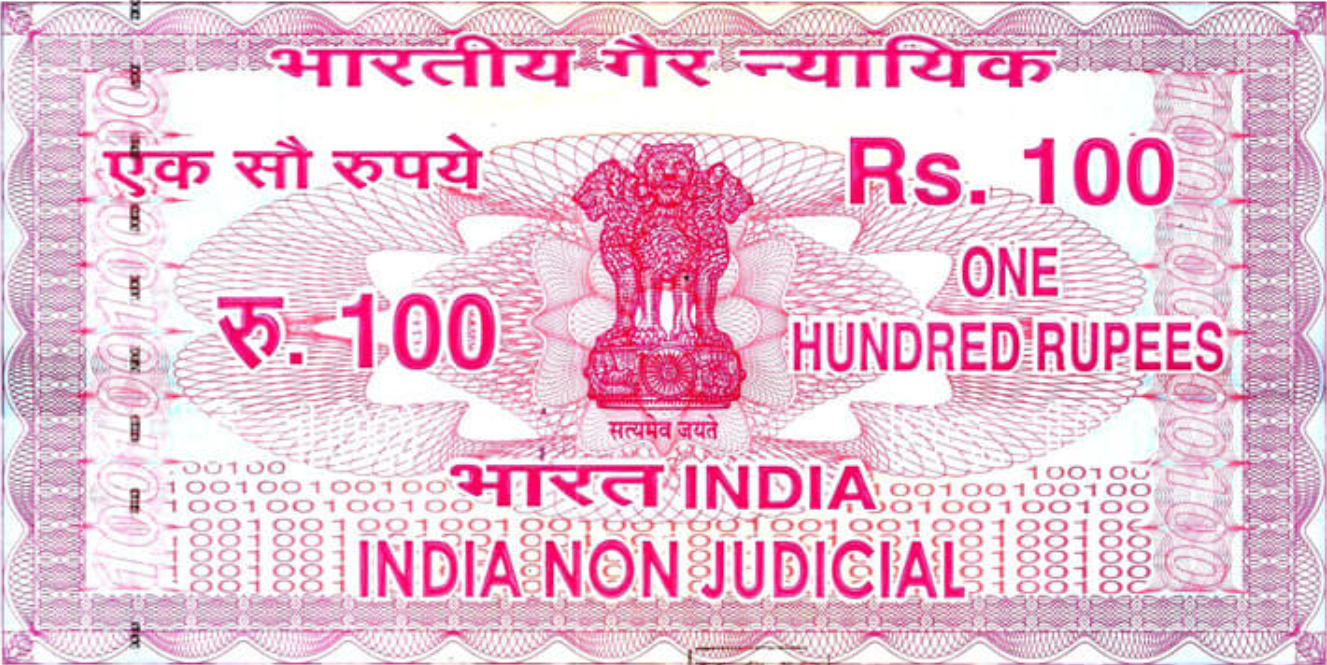 भारतीय गैर न्यायिक
एक सौ रुपये
Rs. 100
रु. 100
ONE
HUNDRED RUPEES
सत्यमेव जयते
भारत INDIA
INDIA NON JUDICIAL